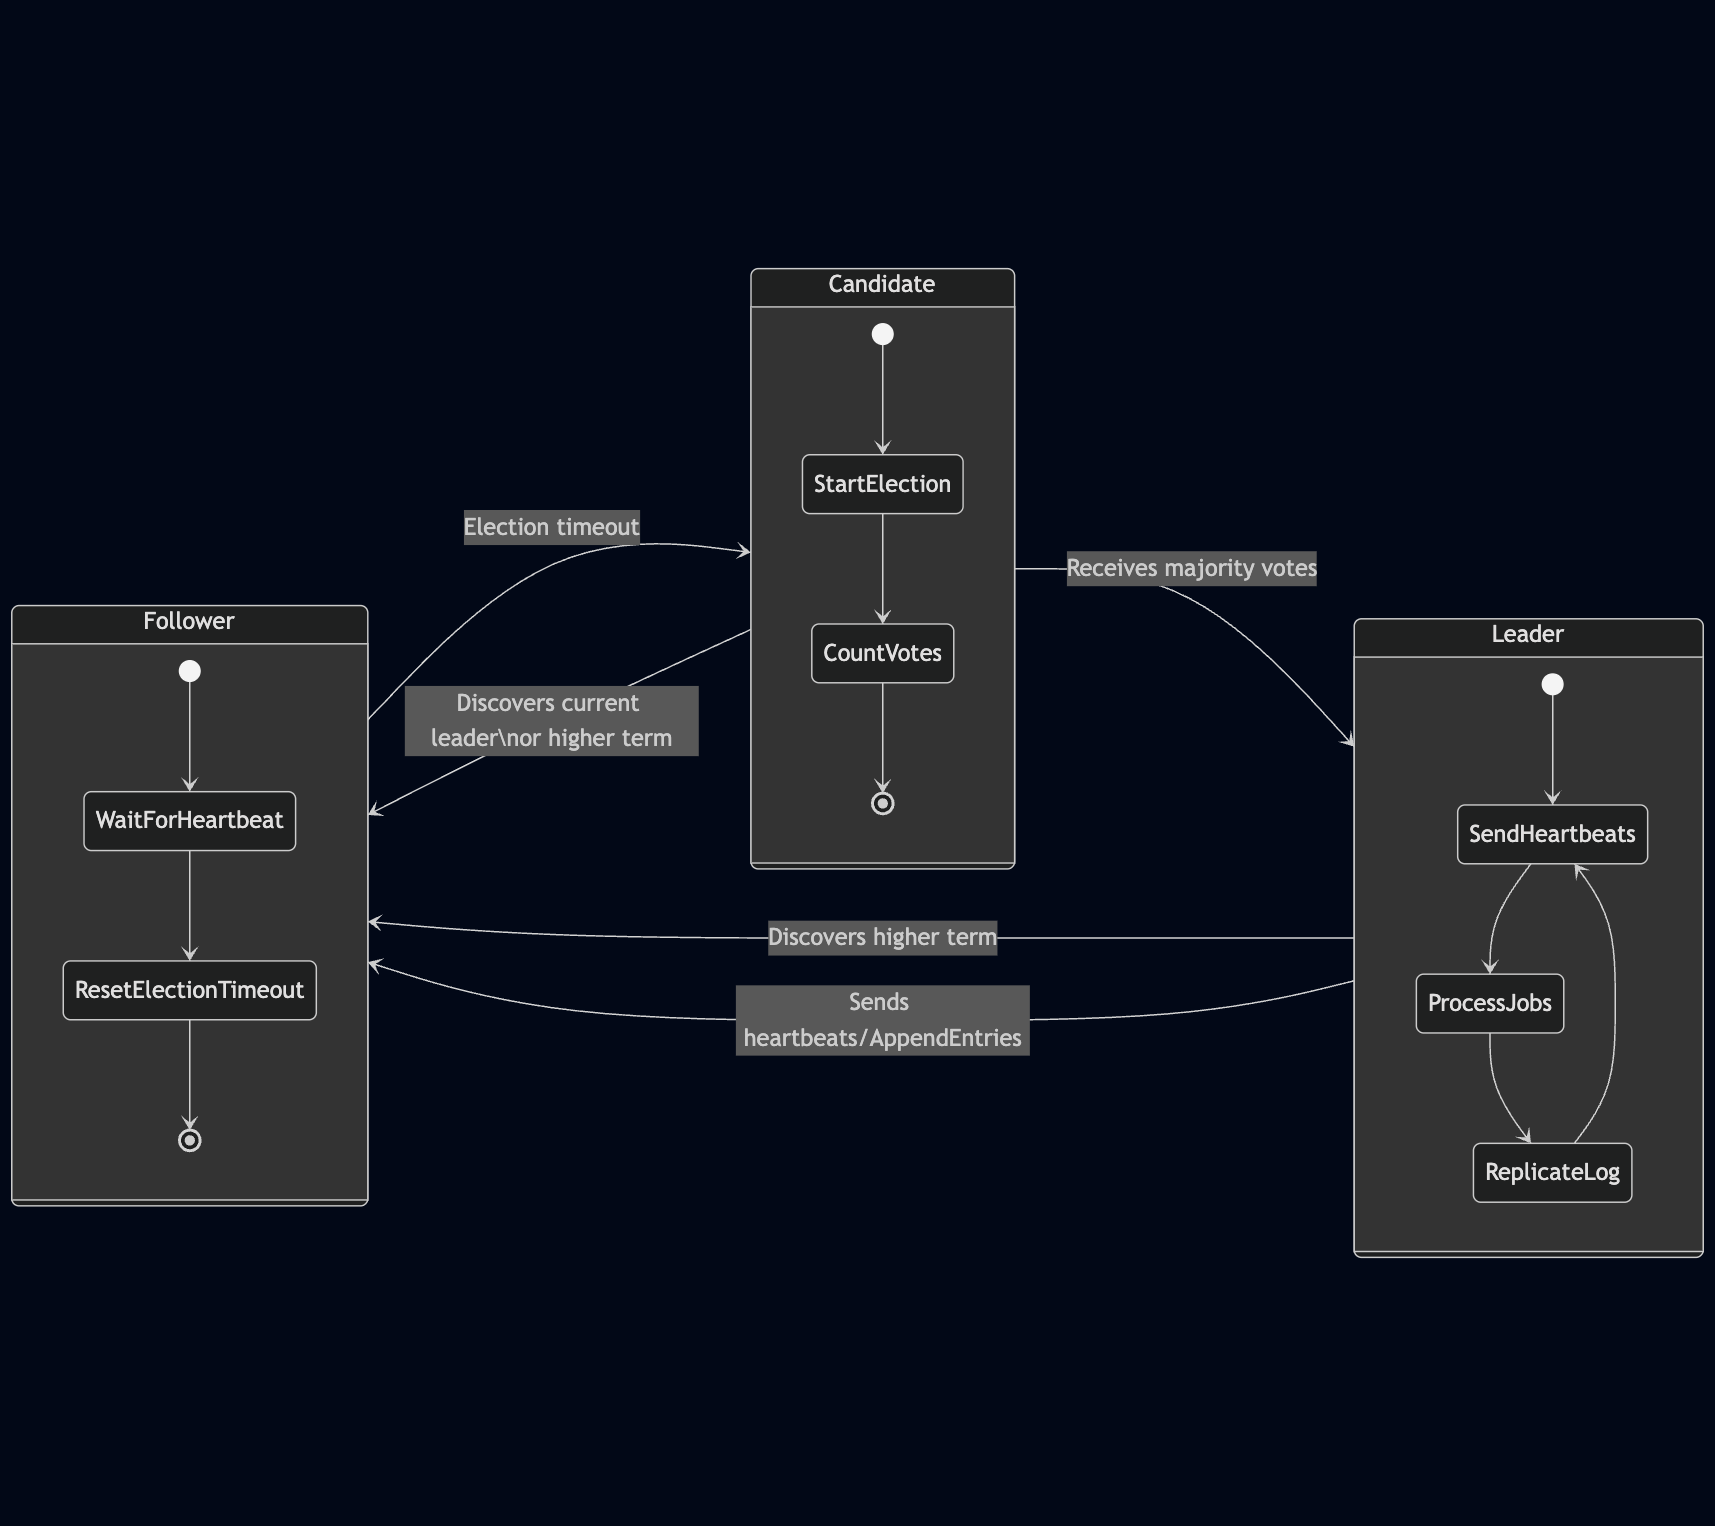 Candidate
StartElection
CountVotes
Election timeout
Discovers current
leader\nor higher term
Receives majority votes
Follower
WaitForHeartbeat
ResetElectionTimeout
Leader
SendHeartbeats
ProcessJobs
ReplicateLog
Discovers higher term
Sends
heartbeats/AppendEntries